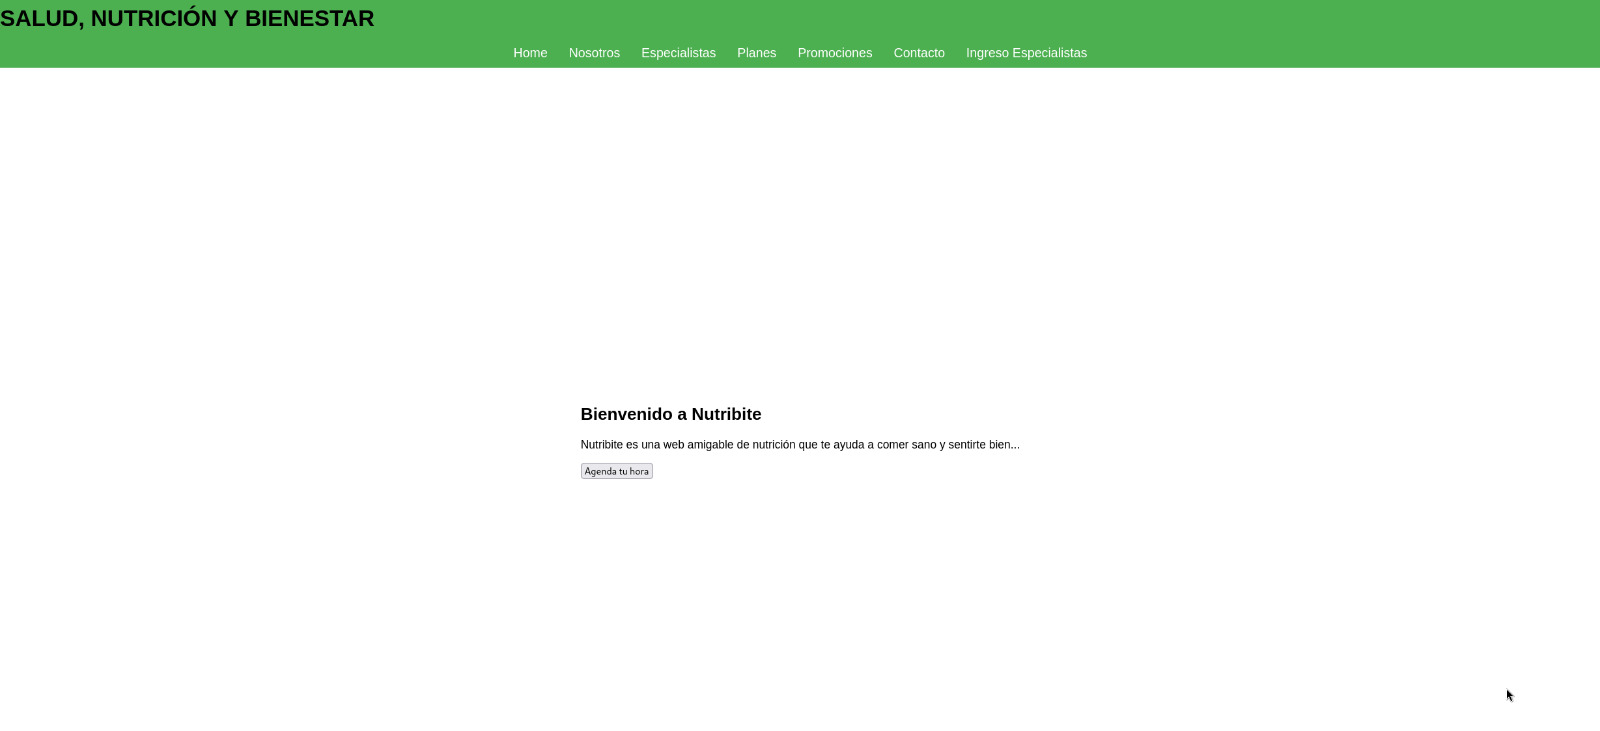 SALUD, NUTRICIÓN Y BIENESTAR
Home Nosotros Especialistas Planes Promociones Contacto Ingreso Especialistas
Bienvenido a Nutribite
Nutribite es una web amigable de nutrición que te ayuda a comer sano y sentirte bien...
Agenda tu hora